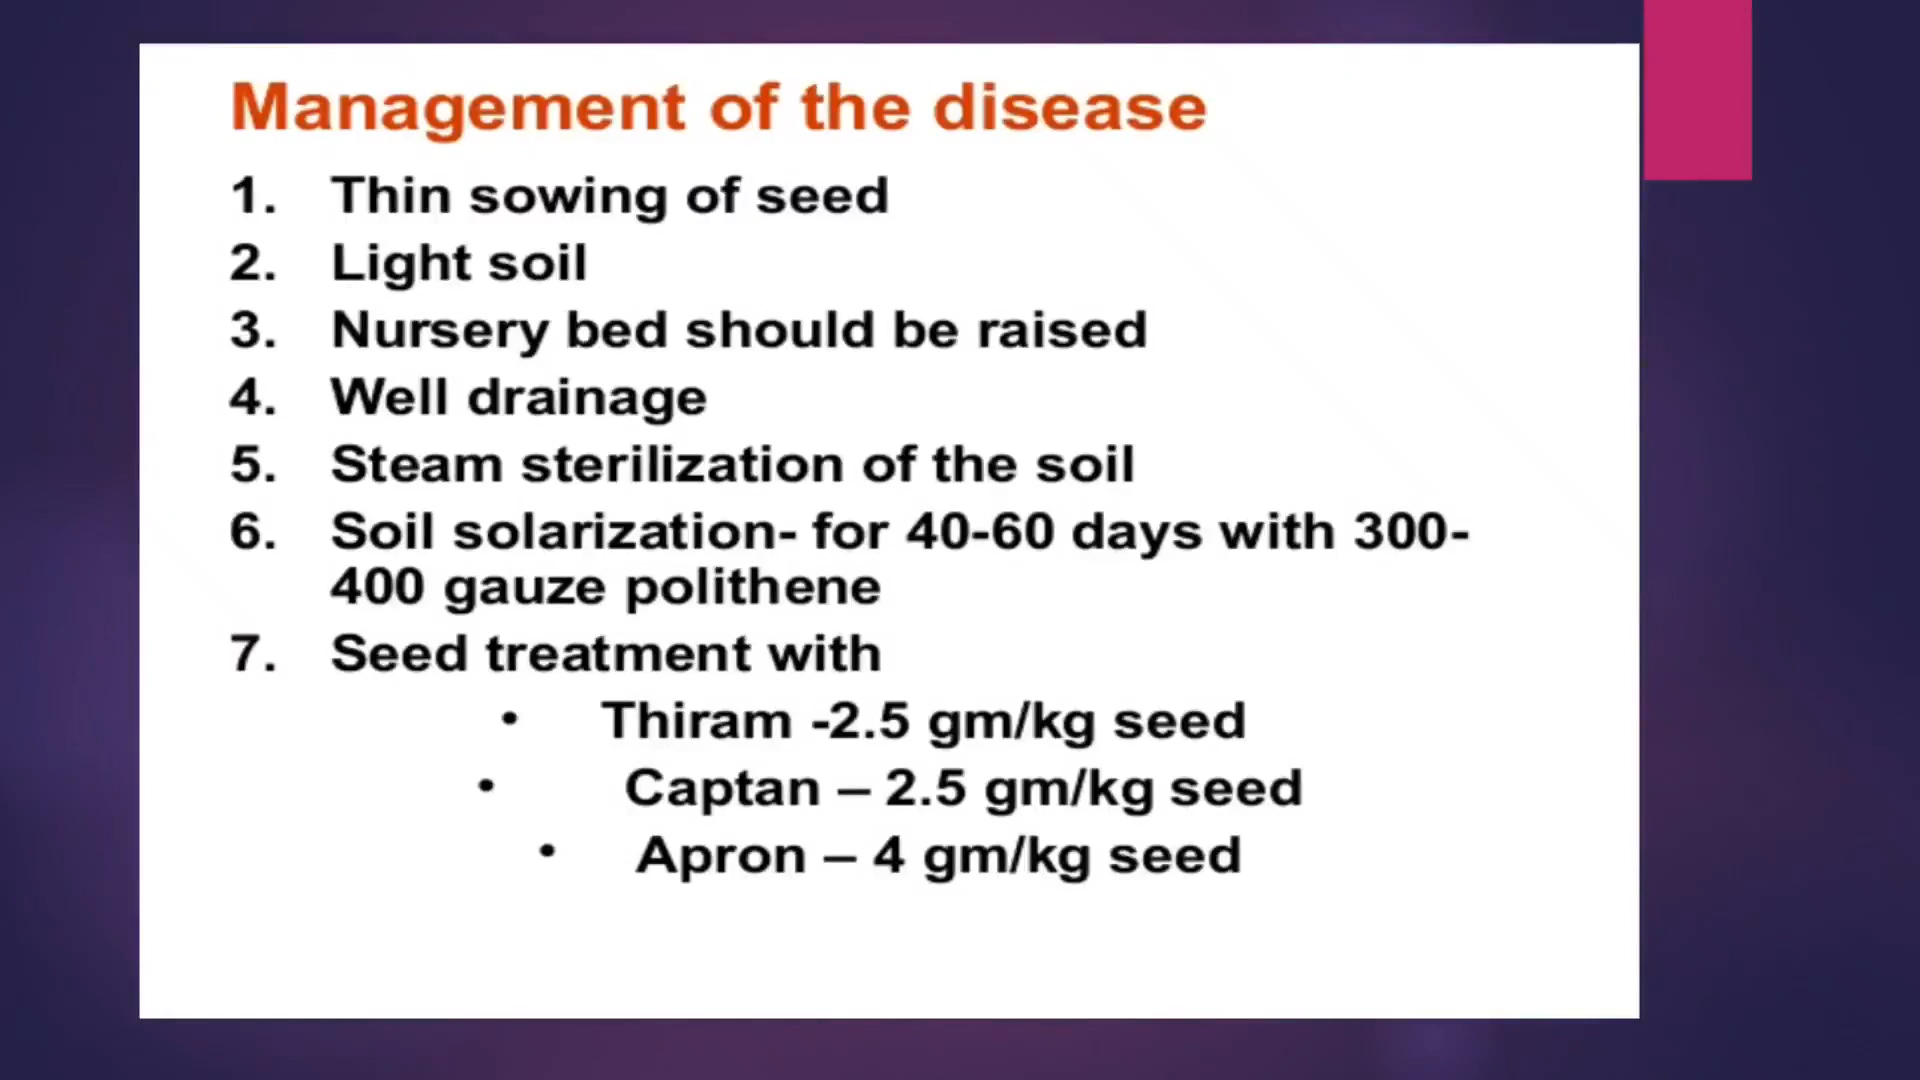 Management of the disease
1. Thin sowing of seed
2. Light soil
3. Nursery bed should be raised
4. Well drainage
5. Steam sterilization of the soil
6. Soil solarization- for 40-60 days with 300-
400 gauze polithene
7. Seed treatment with
• Thiram -2.5 gm/kg seed
• Captan – 2.5 gm/kg seed
• Apron – 4 gm/kg seed